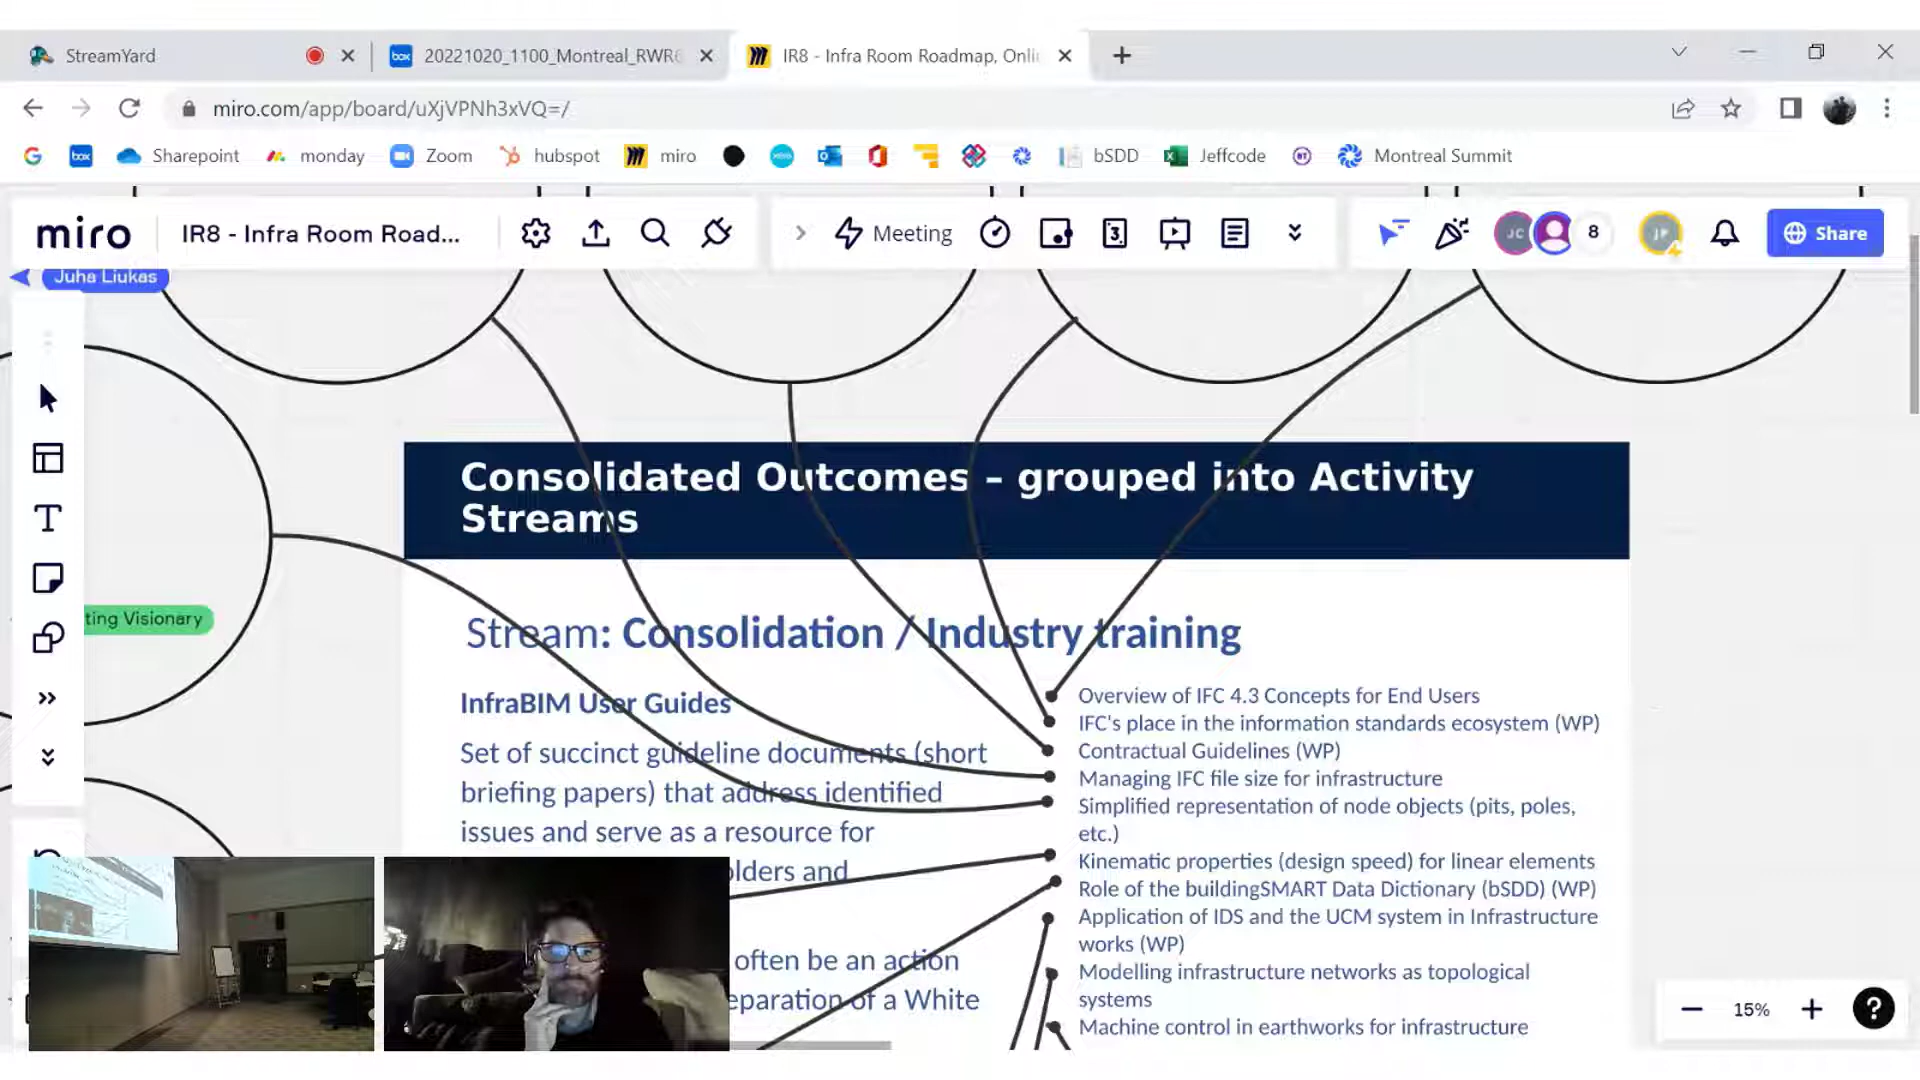 StreamYard
box
20221020_1100_Montreal_RWR
IR8 - Infra Room Roadmap, Onli
miro.com/app/board/uXjVPNh3xVQ=/
box
Sharepoint
monday
Zoom
hubspot
miro
bSDD
Jeffcode
Montreal Summit
miro
IR8 - Infra Room Road...
Meeting
JC
8
JP
Share
Juha Liukas
ting Visionary
Consolidated Outcomes – grouped into Activity
Streams
Stream: Consolidation / Industry training
InfraBIM User Guides
Set of succinct guideline documents (short
briefing papers) that address identified
issues and serve as a resource for
olders and
often be an action
eparation of a White
Overview of IFC 4.3 Concepts for End Users
IFC's place in the information standards ecosystem (WP)
Contractual Guidelines (WP)
Managing IFC file size for infrastructure
Simplified representation of node objects (pits, poles,
etc.)
Kinematic properties (design speed) for linear elements
Role of the buildingSMART Data Dictionary (bSDD) (WP)
Application of IDS and the UCM system in Infrastructure
works (WP)
Modelling infrastructure networks as topological
systems
Machine control in earthworks for infrastructure
15%